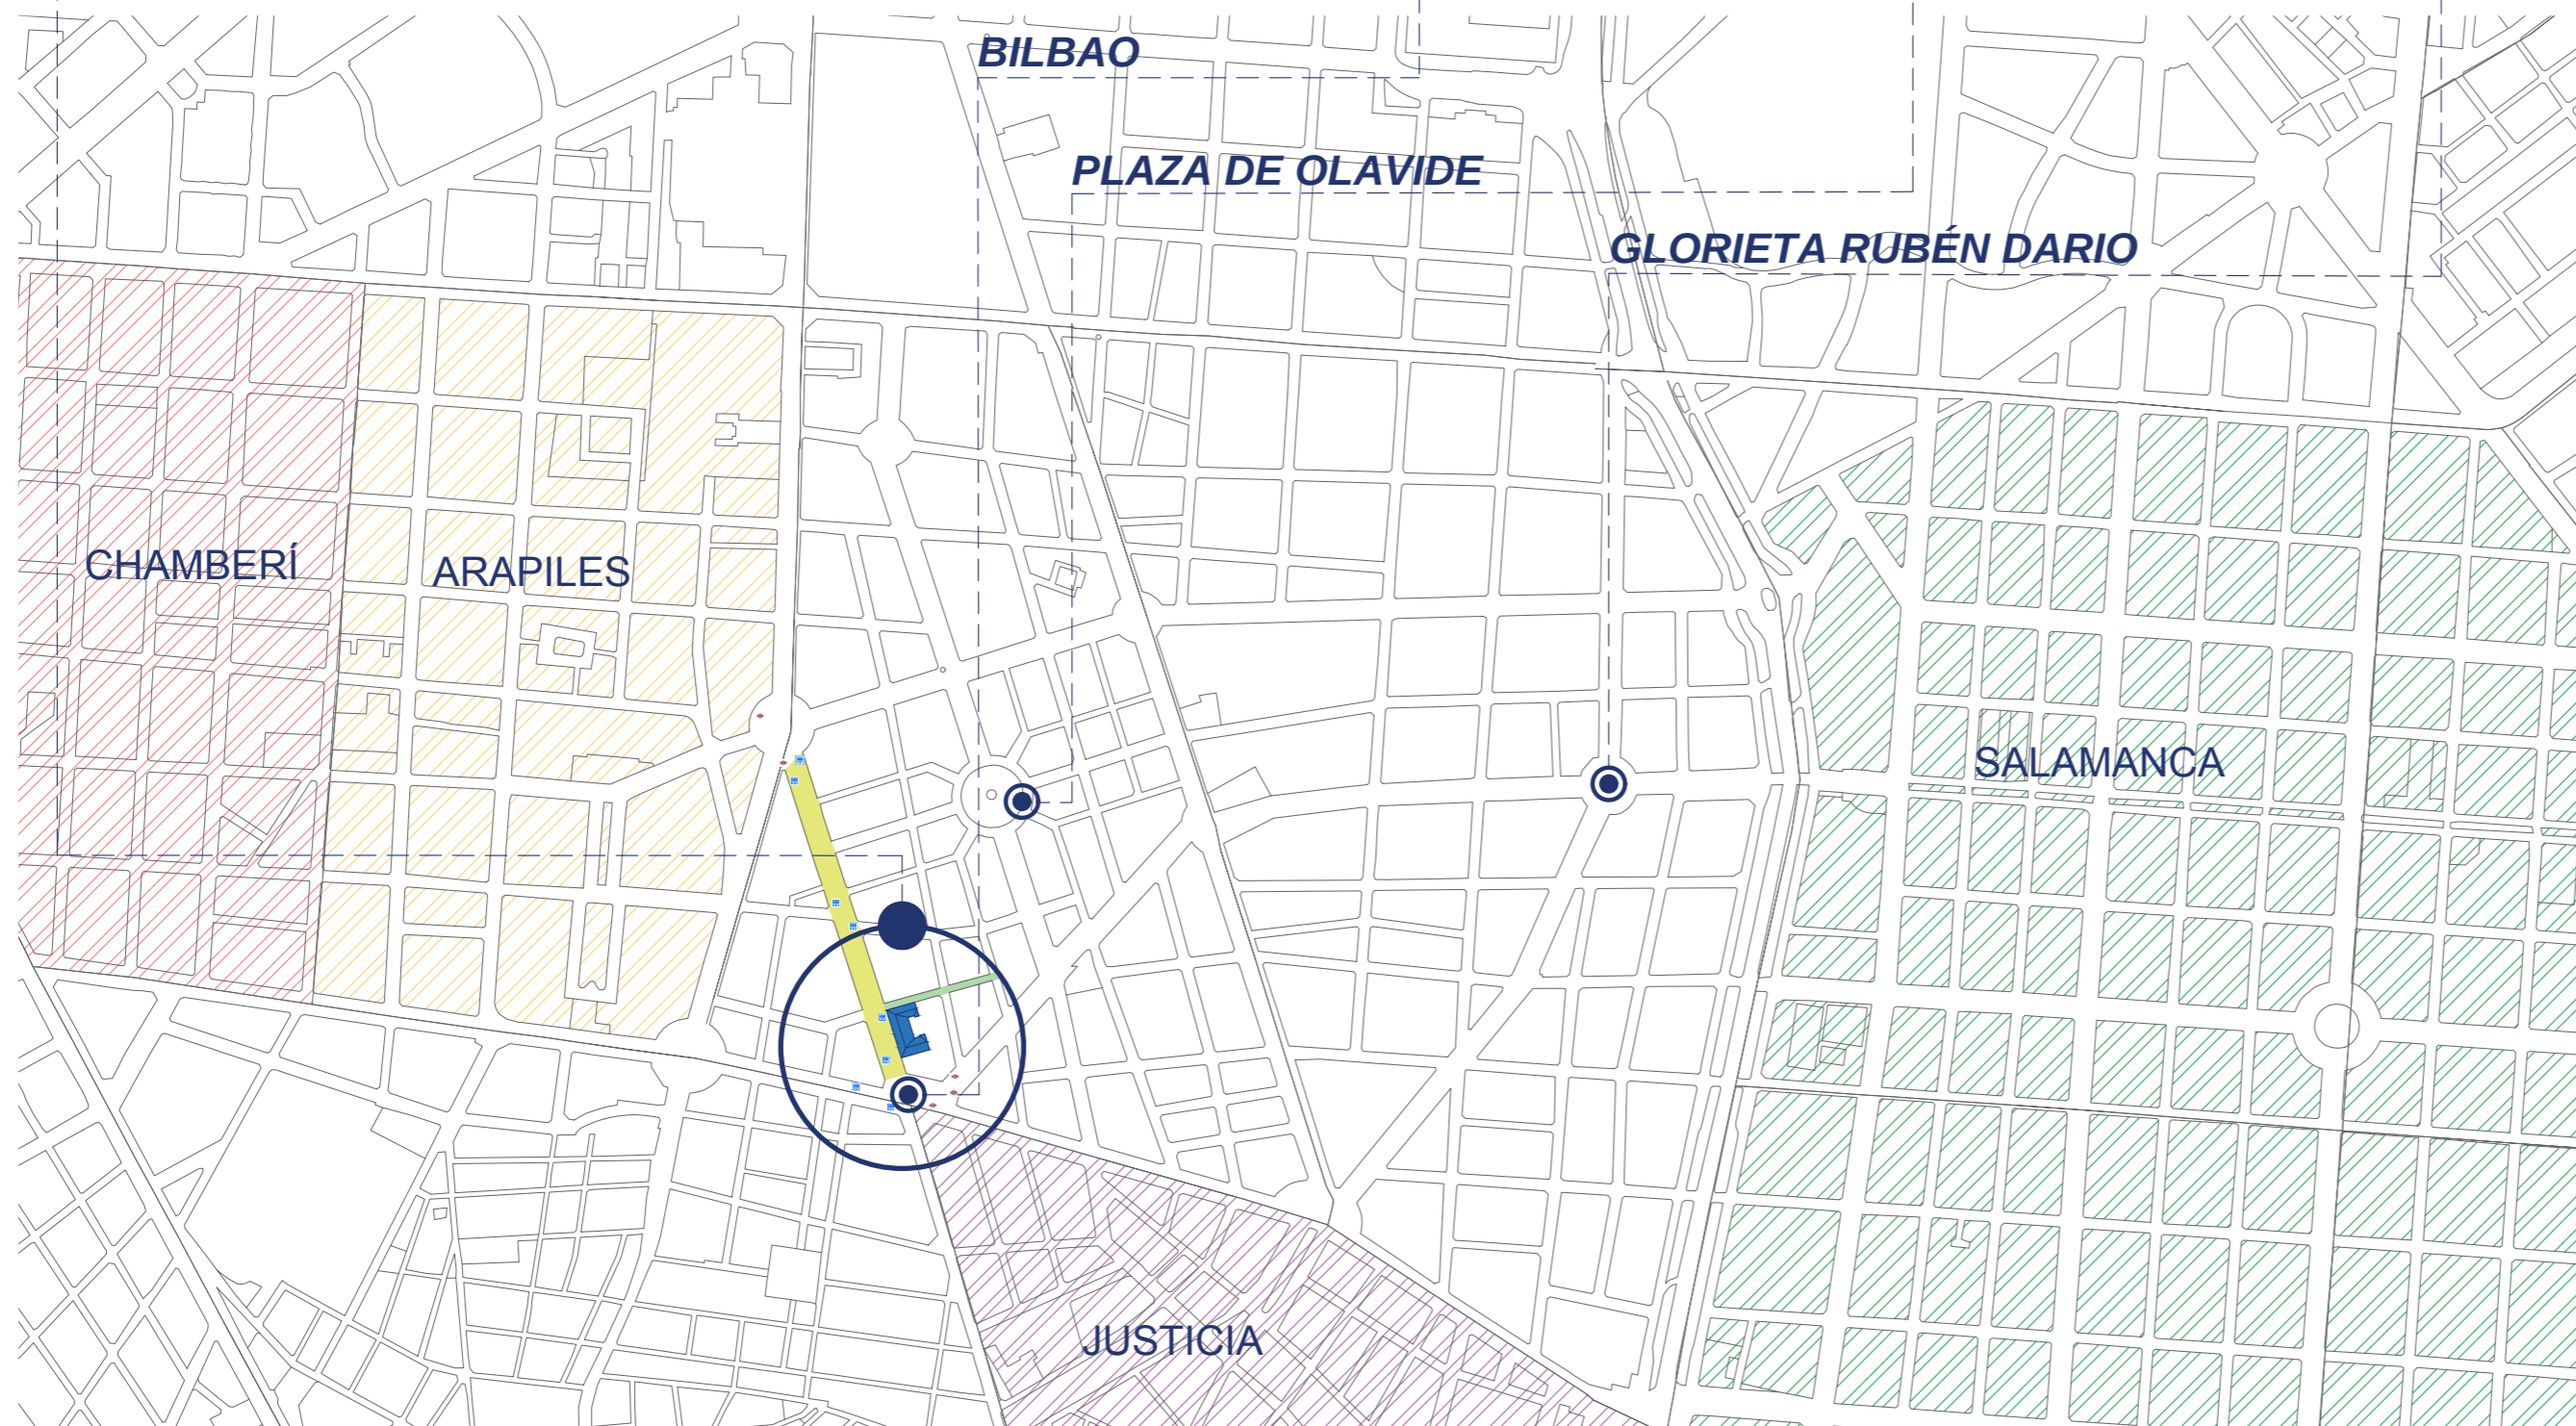 BILBAO
PLAZA DE OLAVIDE
GLORIETA RUBÉN DARIO
CHAMBERÍ
ARAPILES
SALAMANCA
JUSTICIA